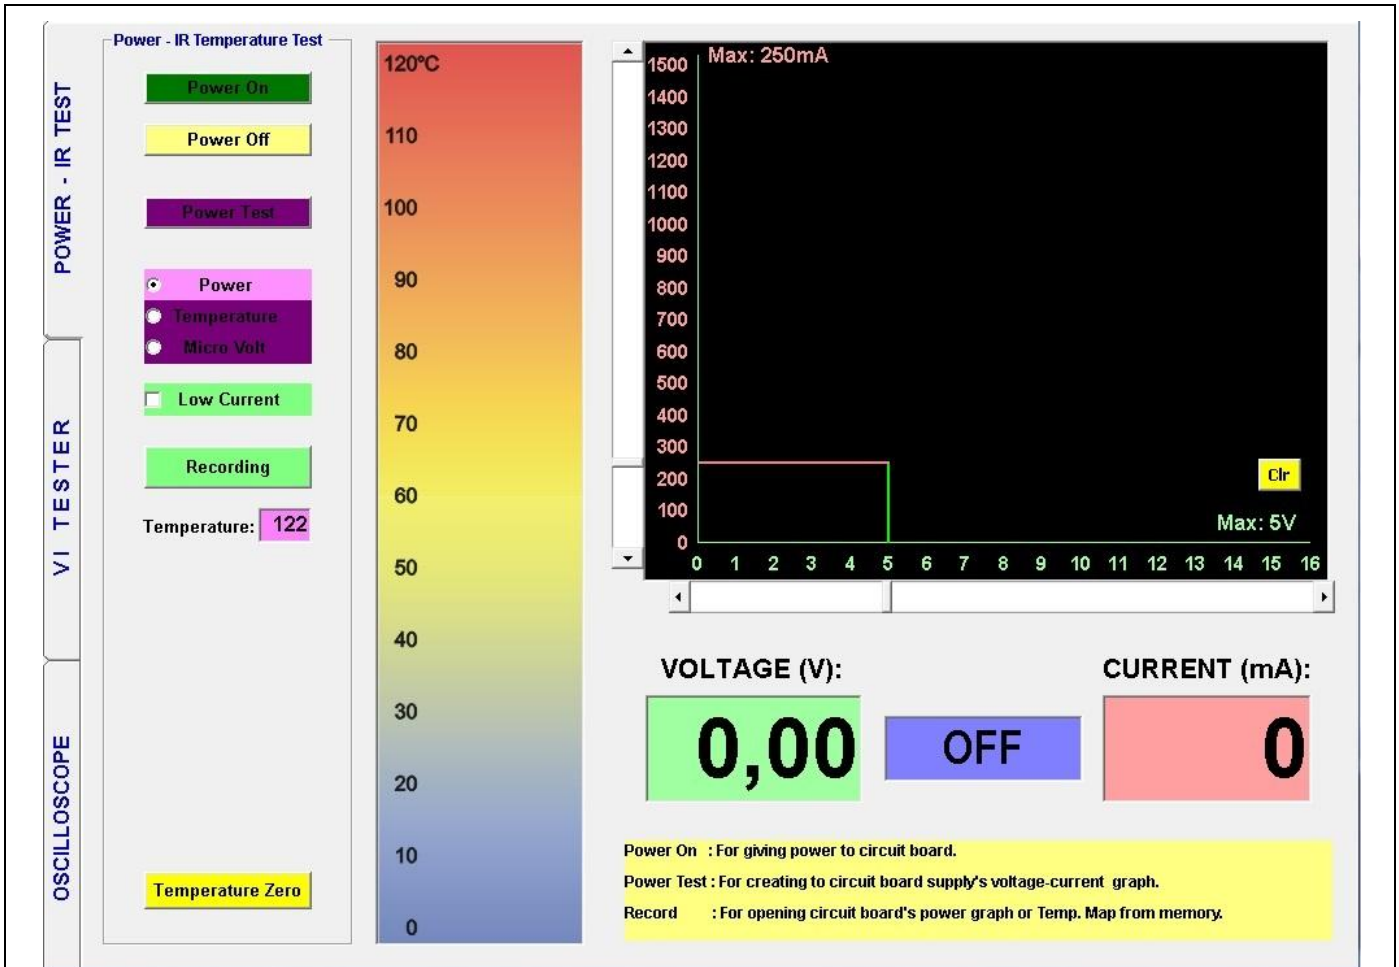 POWER - IR TEST
VI TESTER
OSCILLOSCOPE
Power - IR Temperature Test
Power On
Power Off
Power Test
Power
Temperature
Micro Volt
Low Current
Recording
Temperature: 122
Temperature Zero
120°C
110
100
90
80
70
60
50
40
30
20
10
0
Max: 250mA
1500
1400
1300
1200
1100
1000
900
800
700
600
500
400
300
200
100
0
Clr
Max: 5V
0 1 2 3 4 5 6 7 8 9 10 11 12 13 14 15 16
VOLTAGE (V): CURRENT (mA):
0,00 OFF 0
Power On : For giving power to circuit board.
Power Test : For creating to circuit board supply's voltage-current graph.
Record : For opening circuit board's power graph or Temp. Map from memory.